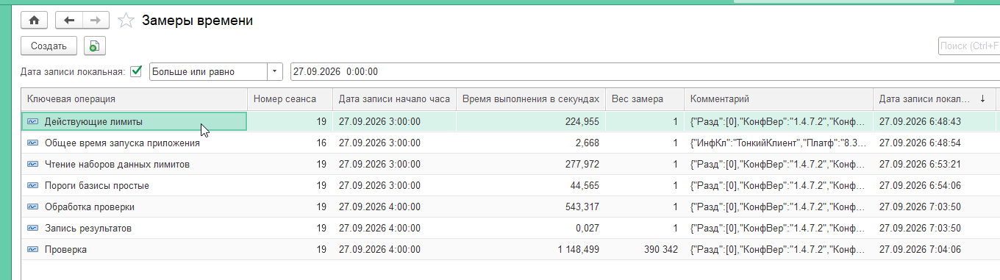 Замеры времени
Создать Поиск (Ctrl+F
Дата записи локальная: Больше или равно 27.09.2026 0:00:00
Ключевая операция Номер сеанса Дата записи начало часа Время выполнения в секундах Вес замера Комментарий Дата записи локал... ↓
Действующие лимиты 19 27.09.2026 3:00:00 224,955 1 {"Разд":[0],"КонфВер":"1.4.7.2","Конф... 27.09.2026 6:48:43
Общее время запуска приложения 16 27.09.2026 3:00:00 2,668 1 {"ИнфКл":"ТонкийКлиент","Платф":"8.3... 27.09.2026 6:48:54
Чтение наборов данных лимитов 19 27.09.2026 3:00:00 277,972 1 {"Разд":[0],"КонфВер":"1.4.7.2","Конф... 27.09.2026 6:53:21
Пороги базисы простые 19 27.09.2026 3:00:00 44,565 1 {"Разд":[0],"КонфВер":"1.4.7.2","Конф... 27.09.2026 6:54:06
Обработка проверки 19 27.09.2026 4:00:00 543,317 1 {"Разд":[0],"КонфВер":"1.4.7.2","Конф... 27.09.2026 7:03:50
Запись результатов 19 27.09.2026 4:00:00 0,027 1 {"Разд":[0],"КонфВер":"1.4.7.2","Конф... 27.09.2026 7:03:50
Проверка 19 27.09.2026 4:00:00 1 148,499 390 342 {"Разд":[0],"КонфВер":"1.4.7.2","Конф... 27.09.2026 7:04:06